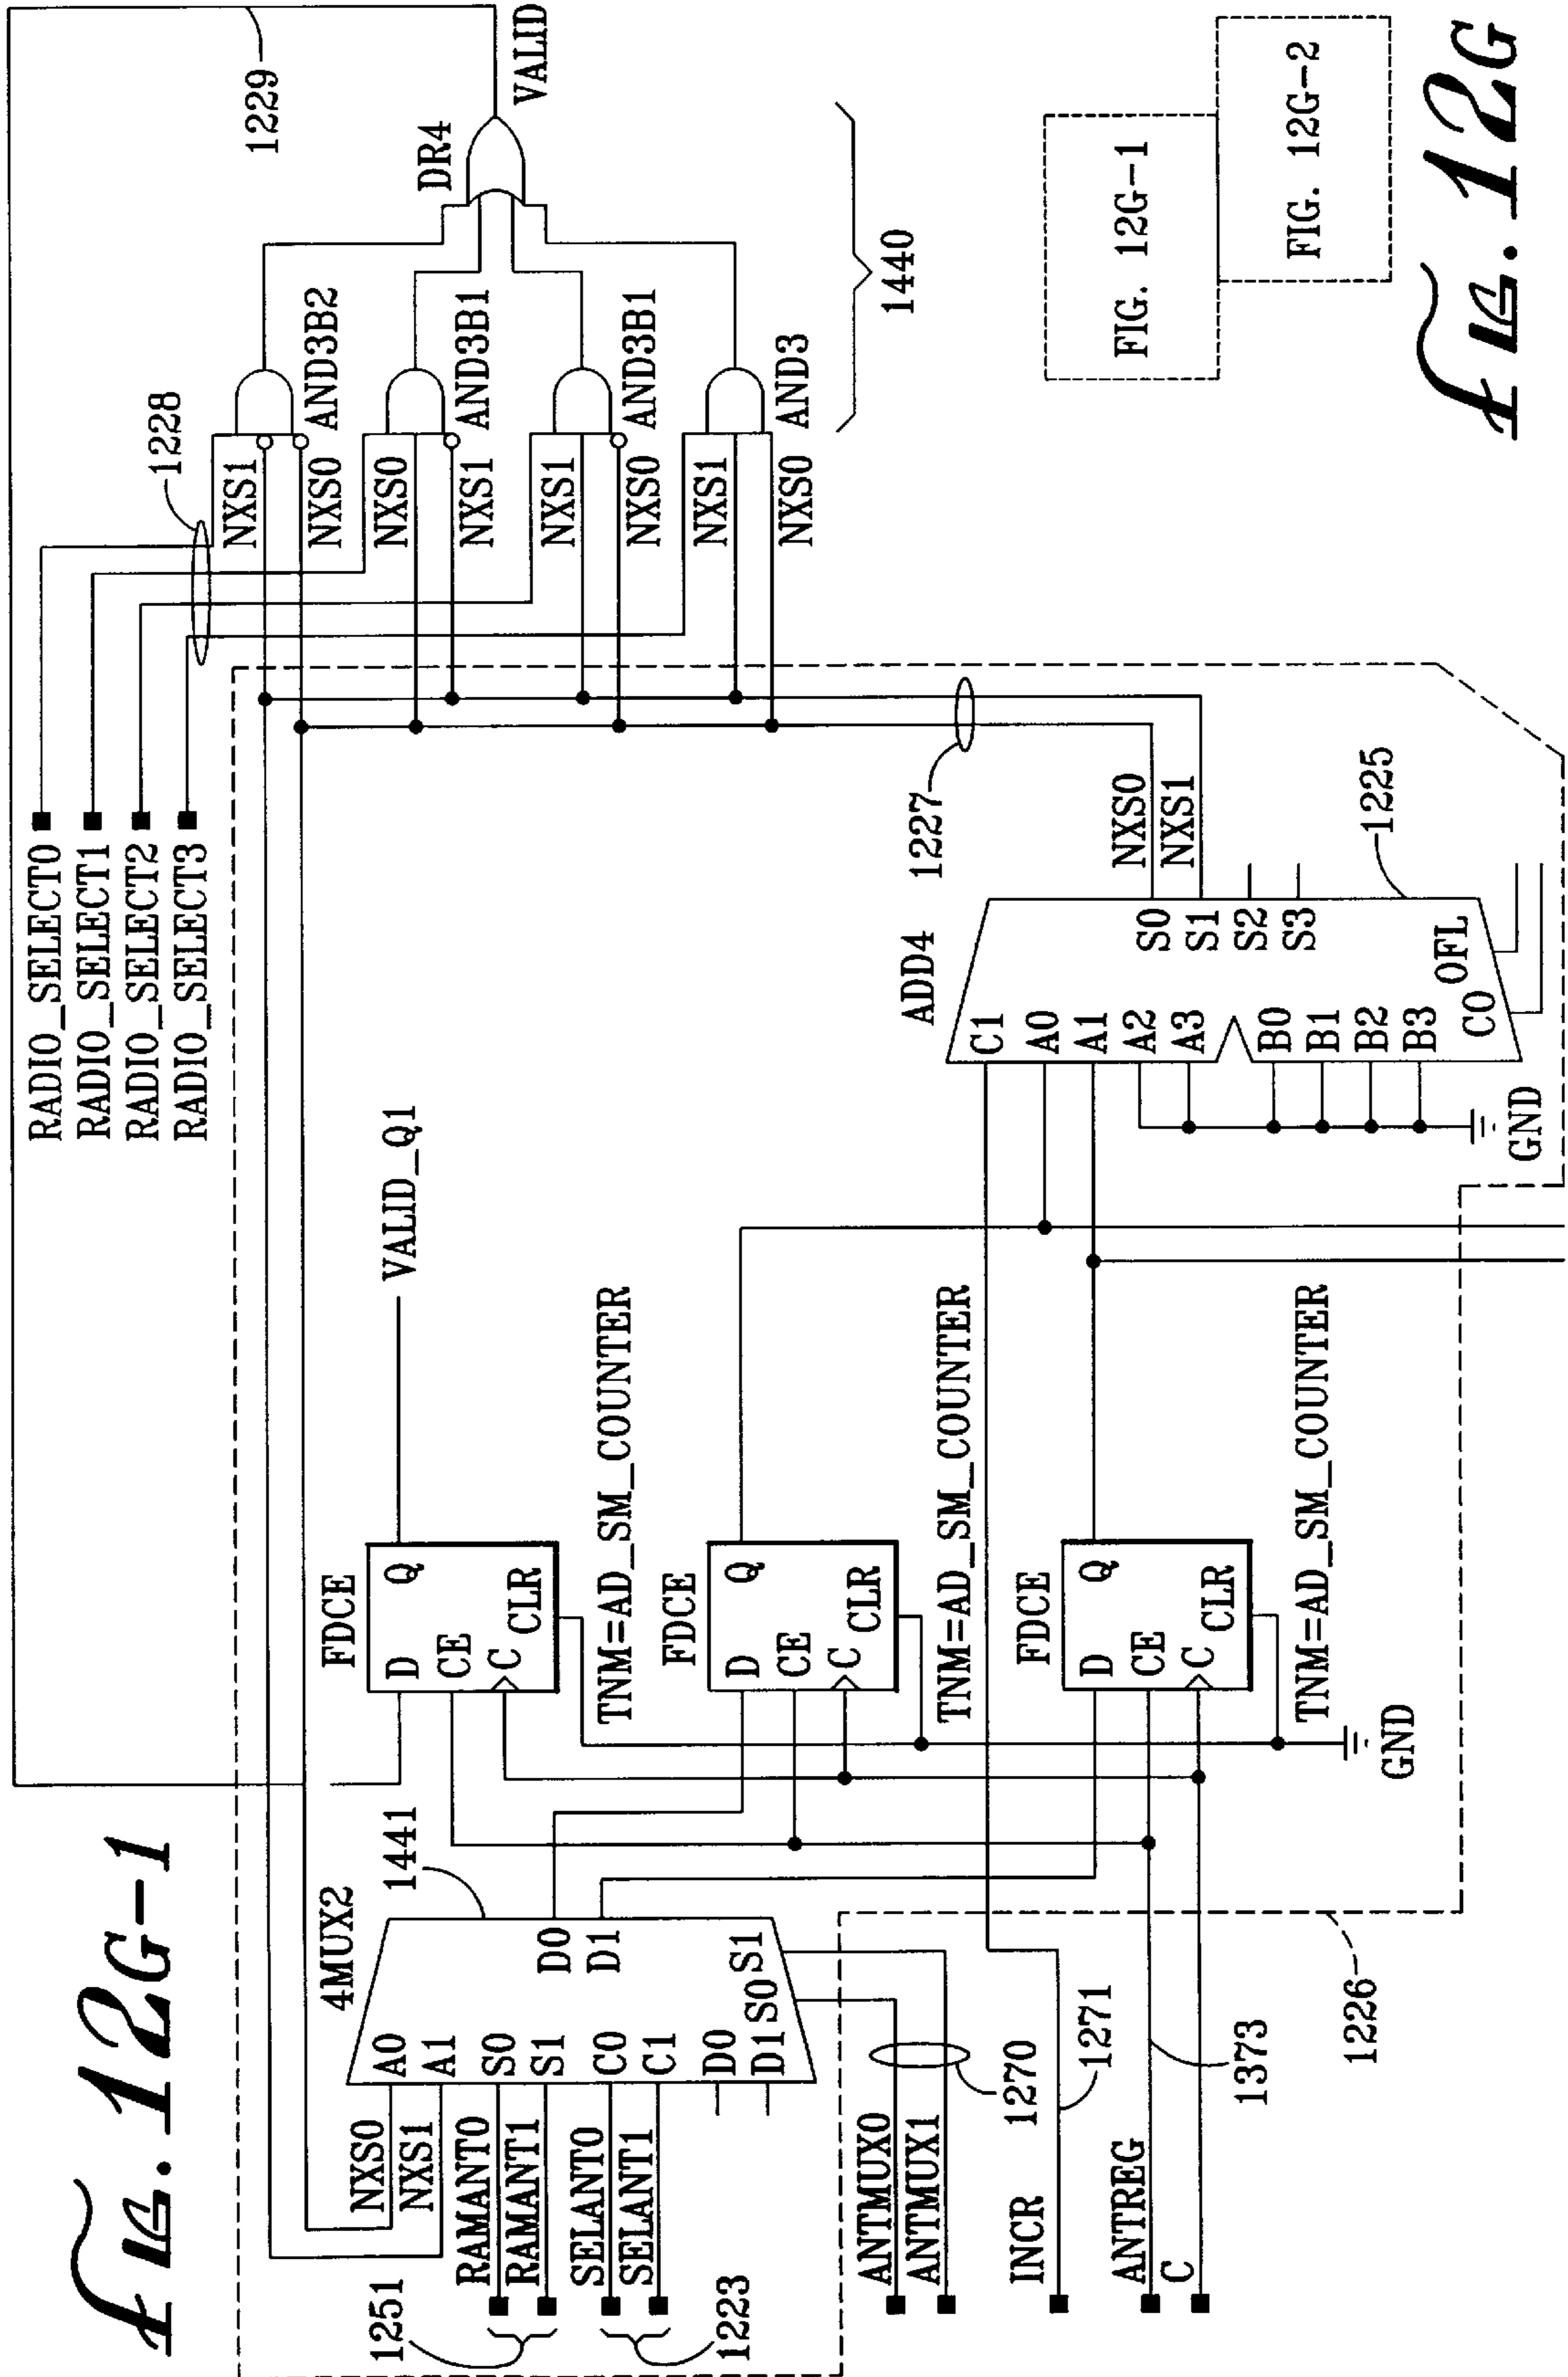 FIG. 12G-1
1229
VALID
DR4
1440
1228
NXS1
NXS0
AND3B2
NXS0
NXS1
AND3B1
NXS1
NXS0
AND3B1
NXS1
NXS0
AND3
RADIO_SELECT0
RADIO_SELECT1
RADIO_SELECT2
RADIO_SELECT3
FIG. 12G-1
FIG. 12G-2
FIG. 12G
VALID_Q1
1227
4MUX2
1441
A0
A1
S0
S1
C0
C1
D0
D1
D0
D1
S0
S1
NXS0
NXS1
RAMANT0
RAMANT1
SELANT0
SELANT1
1251
1223
FDCE
D
Q
CE
C
CLR
TNM=AD_SM_COUNTER
FDCE
D
Q
CE
C
CLR
TNM=AD_SM_COUNTER
FDCE
D
Q
CE
C
CLR
TNM=AD_SM_COUNTER
GND
ADD4
C1
A0
A1
A2
A3
B0
B1
B2
B3
S0
S1
S2
S3
OFL
CO
NXS0
NXS1
1225
GND
ANTMUX0
ANTMUX1
1270
INCR
1271
ANTREG
C
1373
1226